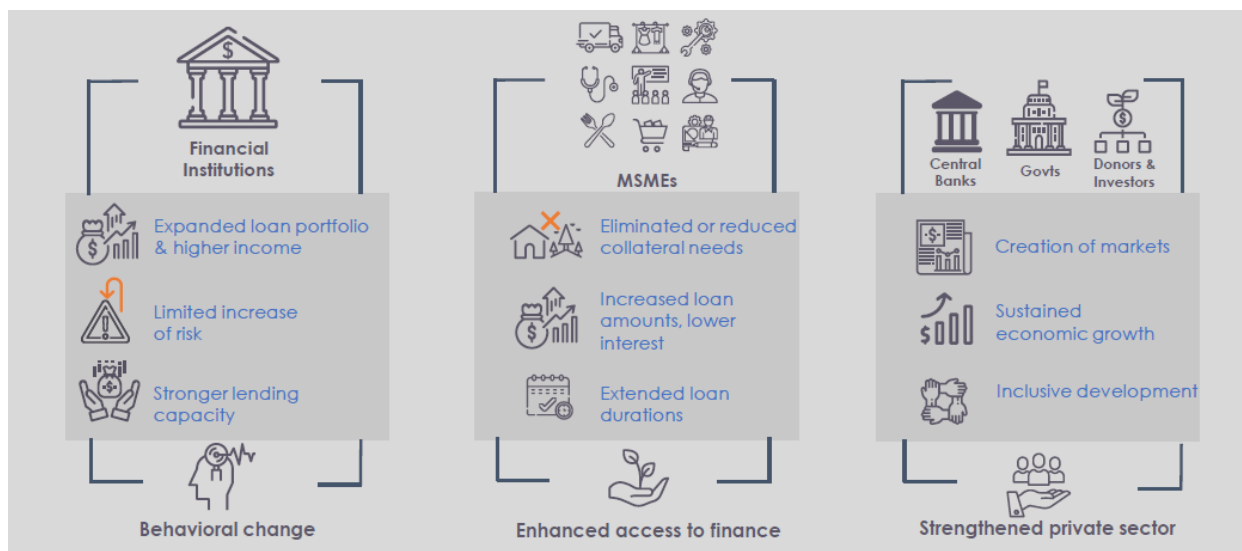 Financial
Institutions
Expanded loan portfolio
& higher income
Limited increase
of risk
Stronger lending
capacity
Behavioral change
MSMEs
Eliminated or reduced
collateral needs
Increased loan
amounts, lower
interest
Extended loan
durations
Enhanced access to finance
Central
Banks
Govts
Donors &
Investors
Creation of markets
Sustained
economic growth
Inclusive development
Strengthened private sector